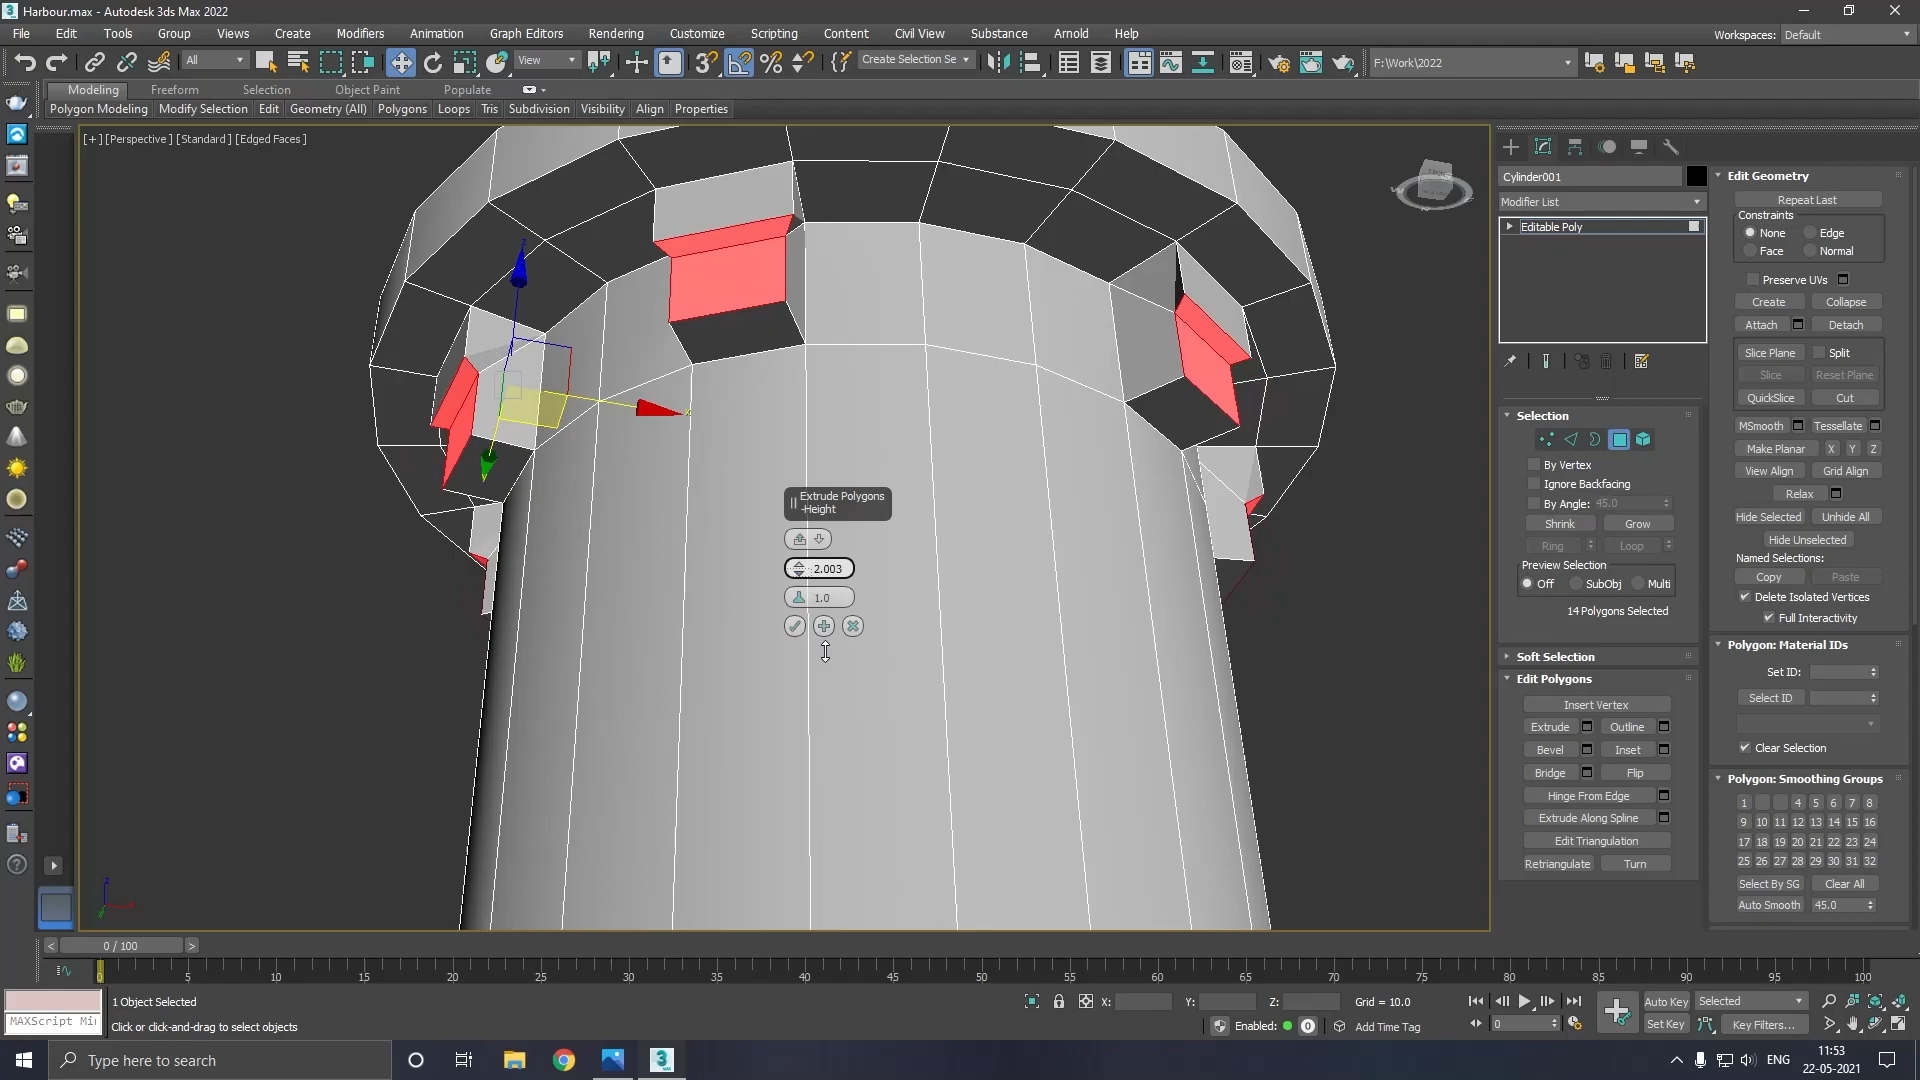 Harbour.max - Autodesk 3ds Max 2022
File Edit Tools Group Views Create Modifiers Animation Graph Editors Rendering Customize Scripting Content Civil View Substance Arnold Help
Workspaces: Default
All View Create Selection Se F:\Work\2022
Modeling Freeform Selection Object Paint Populate
Polygon Modeling Modify Selection Edit Geometry (All) Polygons Loops Tris Subdivision Visibility Align Properties
[+] [Perspective] [Standard] [Edged Faces]
Extrude Polygons
-Height
2.003
1.0
z
x
Cylinder001
Modifier List
Editable Poly
Selection
By Vertex
Ignore Backfacing
By Angle: 45.0
Shrink Grow
Ring Loop
Preview Selection
Off SubObj Multi
14 Polygons Selected
Soft Selection
Edit Polygons
Insert Vertex
Extrude Outline
Bevel Inset
Bridge Flip
Hinge From Edge
Extrude Along Spline
Edit Triangulation
Retriangulate Turn
Edit Geometry
Repeat Last
Constraints
None Edge
Face Normal
Preserve UVs
Create Collapse
Attach Detach
Slice Plane Split
Slice Reset Plane
QuickSlice Cut
MSmooth Tessellate
Make Planar X Y Z
View Align Grid Align
Relax
Hide Selected Unhide All
Hide Unselected
Named Selections:
Copy Paste
Delete Isolated Vertices
Full Interactivity
Polygon: Material IDs
Set ID:
Select ID
Clear Selection
Polygon: Smoothing Groups
1 4 5 6 7 8
9 10 11 12 13 14 15 16
17 18 19 20 21 22 23 24
25 26 27 28 29 30 31 32
Select By SG Clear All
Auto Smooth 45.0
< 0 / 100 >
0 5 10 15 20 25 30 35 40 45 50 55 60 65 70 75 80 85 90 95 100
1 Object Selected
X: Y: Z: Grid = 10.0
Auto Key Selected
MAXScript Mi
Click or click-and-drag to select objects
Enabled: 0 Add Time Tag
0
Set Key Key Filters...
Type here to search
ENG
11:53
22-05-2021